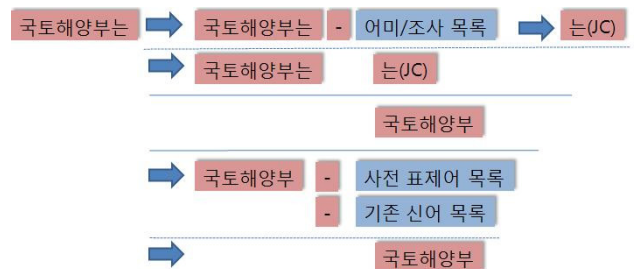 국토해양부는 국토해양부는 - 어미/조사 목록 는(JC)
국토해양부는 는(JC)
국토해양부
국토해양부 - 사전 표제어 목록
- 기존 신어 목록
국토해양부